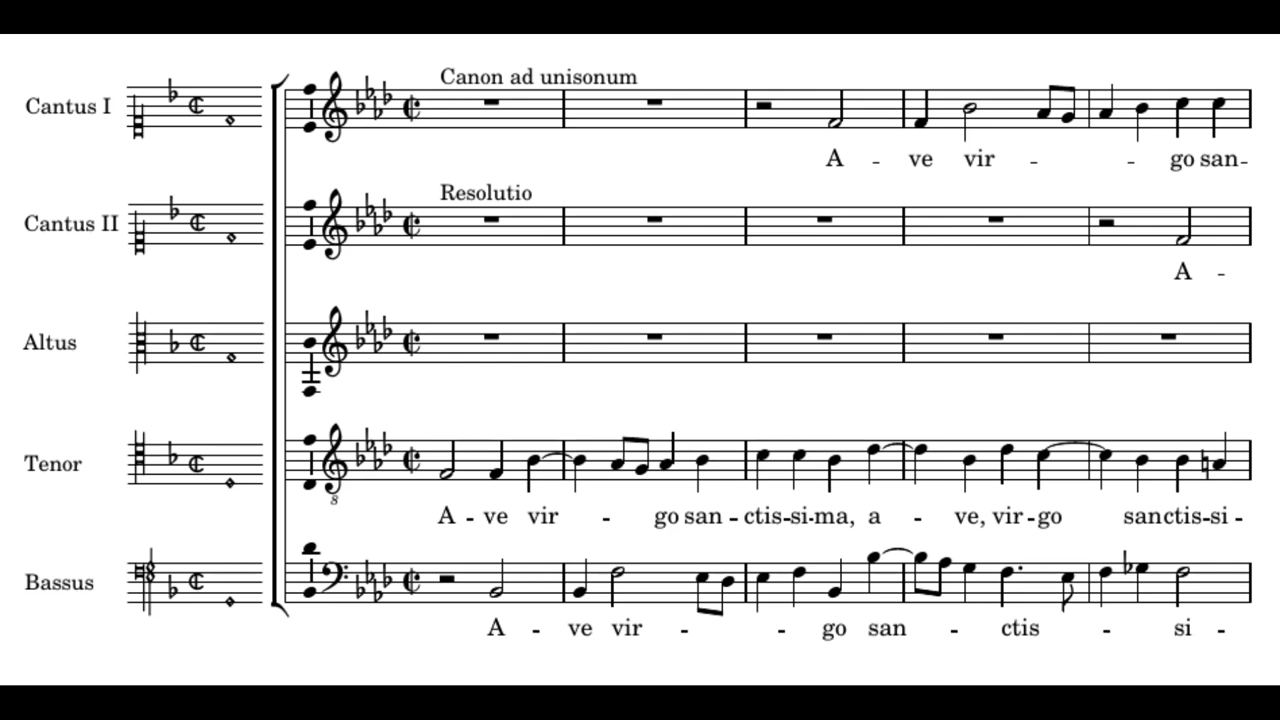 Canon ad unisonum
Cantus I
A - ve vir - - go san -
Resolutio
Cantus II
A -
Altus
Tenor
8
A - ve vir - go san - ctis-si-ma, a - ve, vir - go sanctis-si -
Bassus
A - ve vir - - go san - ctis - si -